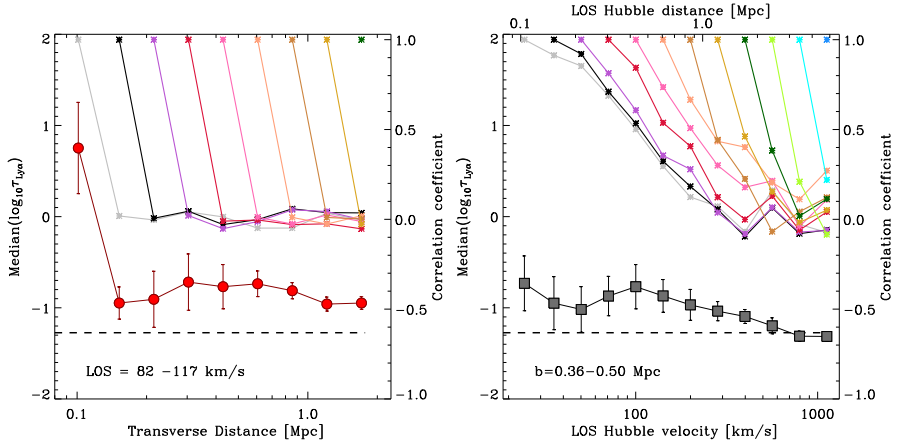 LOS Hubble distance [Mpc]
0.1 1.0
2 1.0 2 1.0
1 0.5 1 0.5
0 0.0 0 0.0
−1 −0.5 −1 −0.5
−2 −1.0 −2 −1.0
Median(log₁₀τLyα)
Correlation coefficient
Median(log₁₀τLyα)
Correlation coefficient
LOS = 82 −117 km/s
b=0.36−0.50 Mpc
0.1 1.0
100 1000
Transverse Distance [Mpc]
LOS Hubble velocity [km/s]